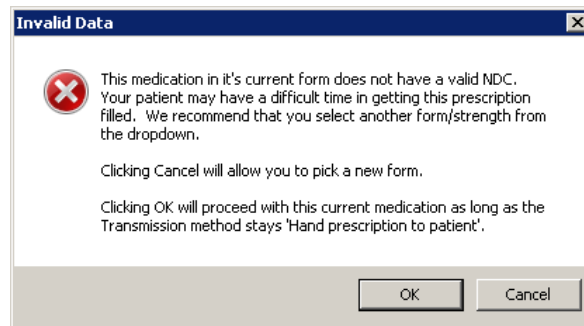 Invalid Data
This medication in it's current form does not have a valid NDC.
Your patient may have a difficult time in getting this prescription
filled.  We recommend that you select another form/strength from
the dropdown.
Clicking Cancel will allow you to pick a new form.
Clicking OK will proceed with this current medication as long as the
Transmission method stays 'Hand prescription to patient'.
OK
Cancel